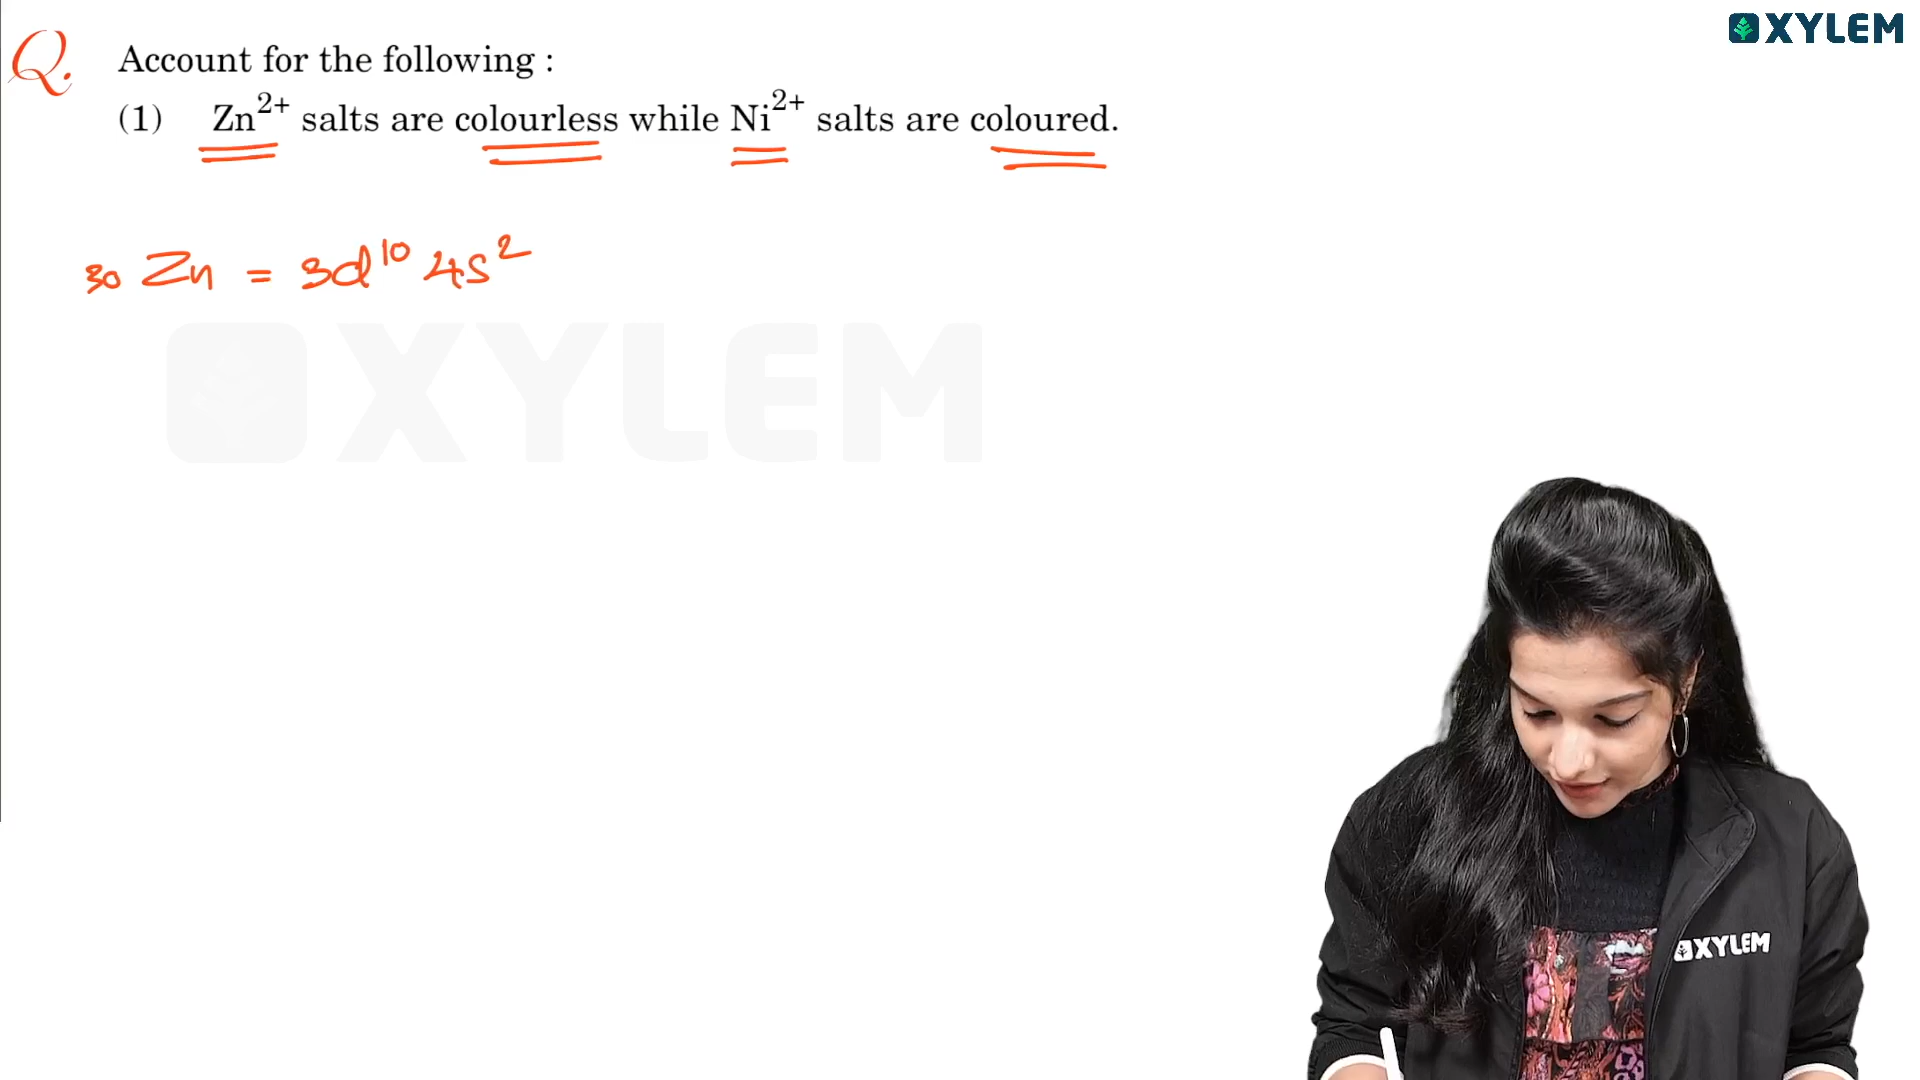 XYLEM
Q. Account for the following :
(1) Zn²⁺ salts are colourless while Ni²⁺ salts are coloured.
₃₀ Zn = 3d¹⁰ 4s²
XYLEM
XYLEM